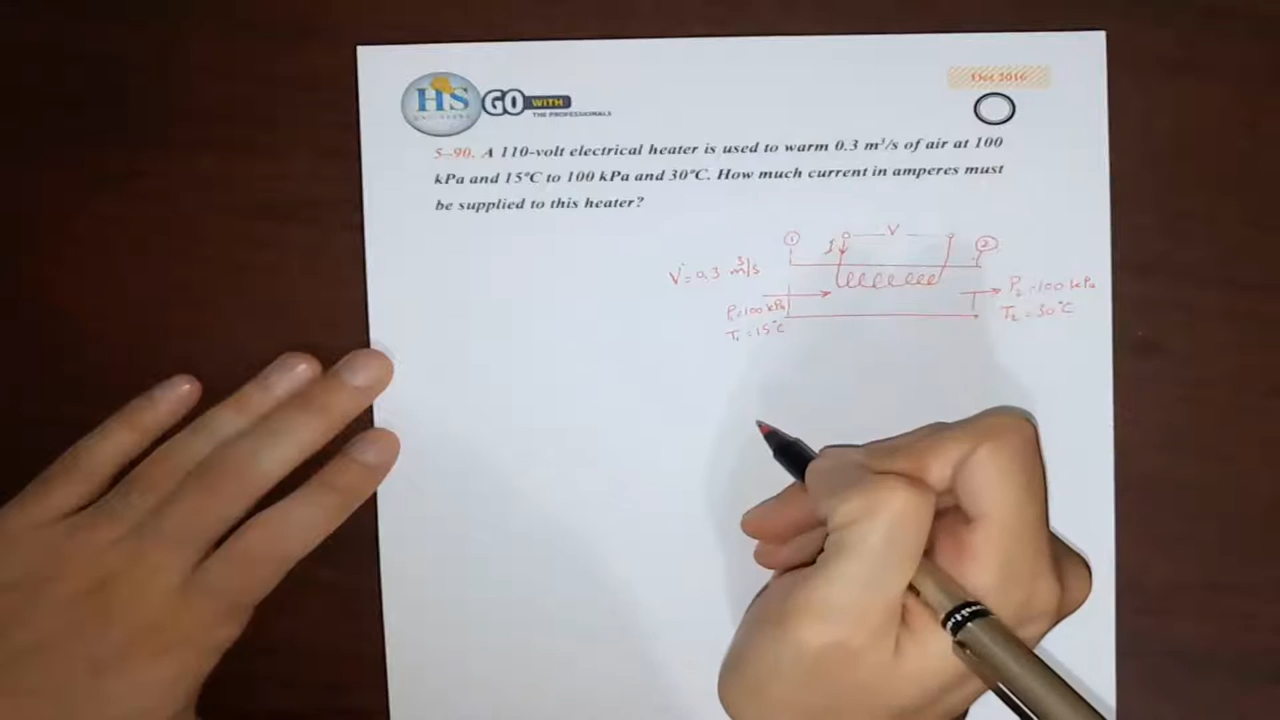 HS
GO WITH
THE PROFESSIONALS
Dec 2016
5-90. A 110-volt electrical heater is used to warm 0.3 m³/s of air at 100
kPa and 15°C to 100 kPa and 30°C. How much current in amperes must
be supplied to this heater?
① I V ②
V̇ = 0,3 m³/s
P₁=100 kPa
T₁ = 15°C
P₂ = 100 kPa
T₂ = 30°C